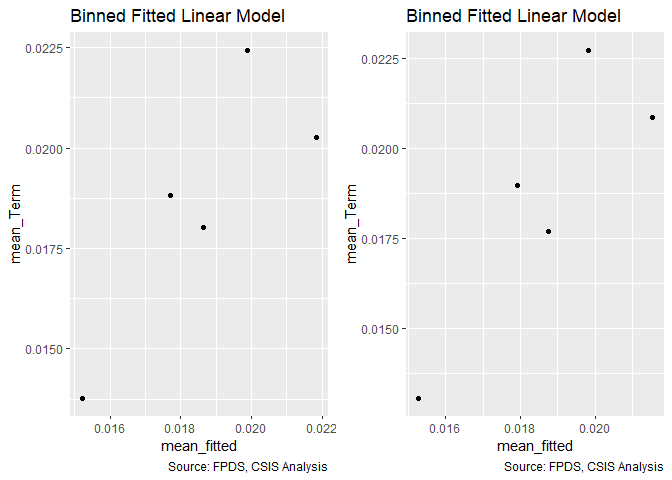 Binned Fitted Linear Model
0.0225
0.0200
0.0175
0.0150
mean_Term
0.016 0.018 0.020 0.022
mean_fitted
Source: FPDS, CSIS Analysis
Binned Fitted Linear Model
0.0225
0.0200
0.0175
0.0150
mean_Term
0.016 0.018 0.020
mean_fitted
Source: FPDS, CSIS Analysis